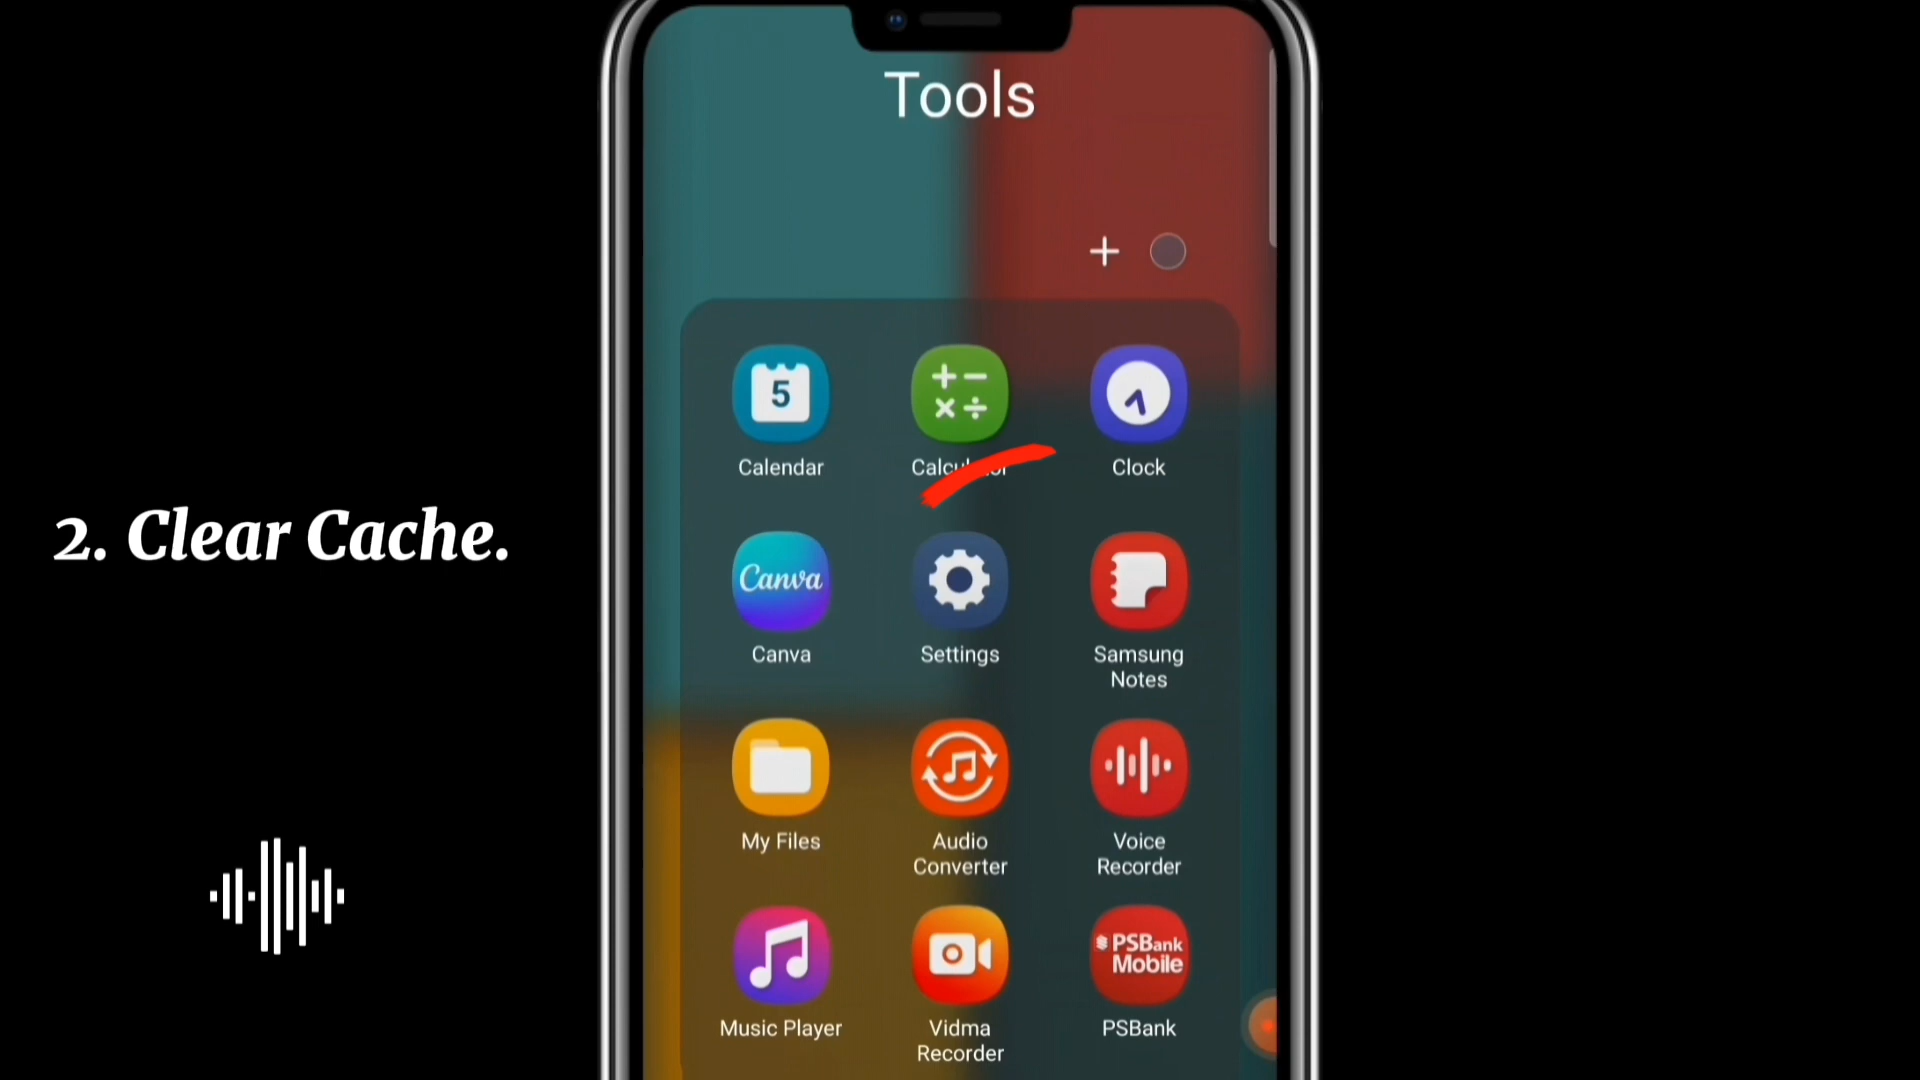 Tools
5
Calendar
Clock
2. Clear Cache.
Canva
Canva
Settings
Samsung
Notes
My Files
Audio
Converter
Voice
Recorder
PSBank
Mobile
Music Player
Vidma
Recorder
PSBank